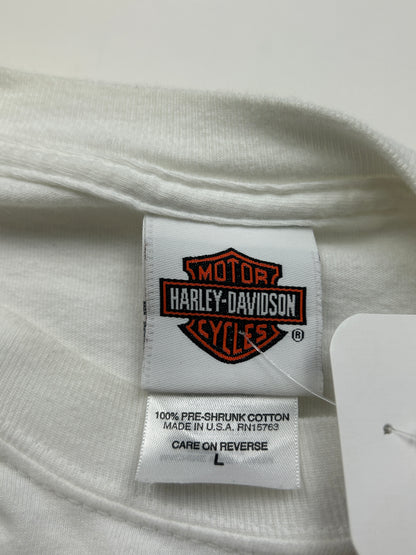 MOTOR
HARLEY-DAVIDSON
CYCLES
®
100% PRE-SHRUNK COTTON
MADE IN U.S.A. RN15763
CARE ON REVERSE
L